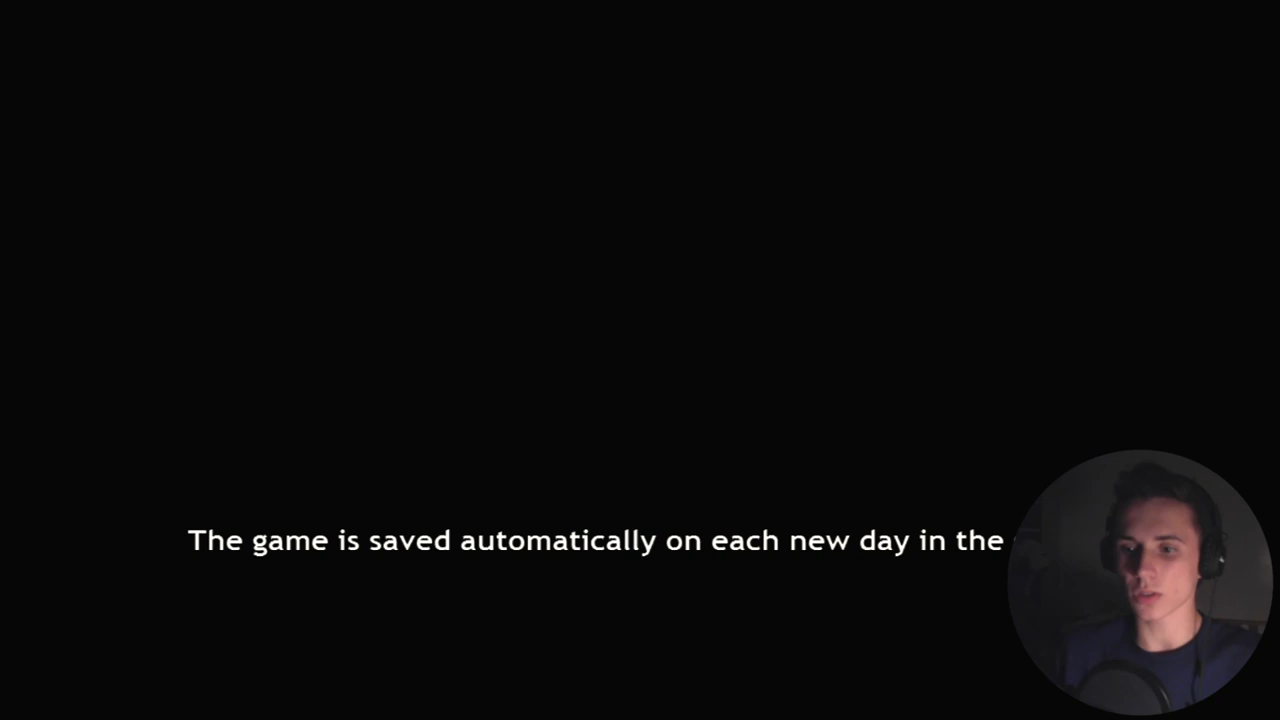 The game is saved automatically on each new day in the